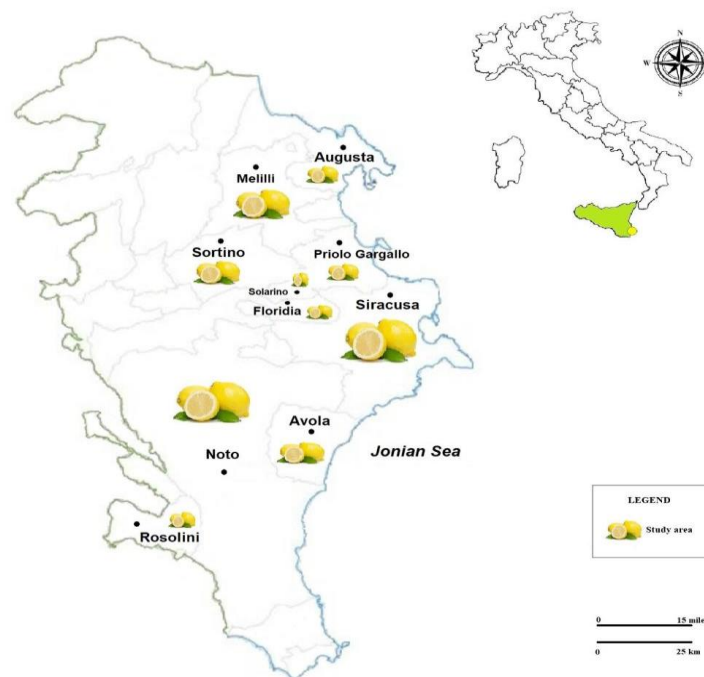 N
W
E
S
Augusta
Melilli
Sortino
Priolo Gargallo
Solarino
Floridia
Siracusa
Avola
Noto
Jonian Sea
Rosolini
LEGEND
Study area
0 15 mile
0 25 km